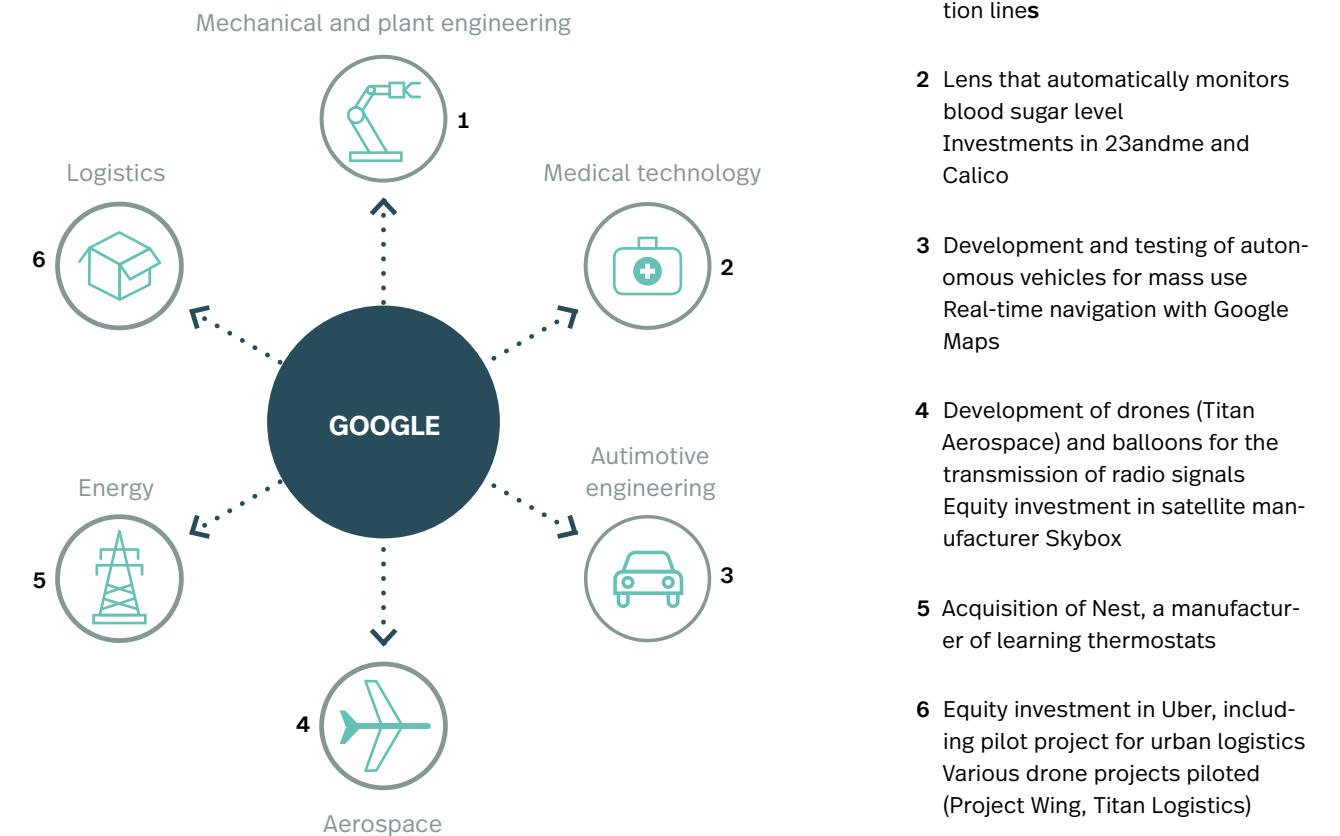 Mechanical and plant engineering
1
Logistics
Medical technology
6
2
GOOGLE
Autimotive
engineering
Energy
5
3
4
Aerospace
tion lines
2 Lens that automatically monitors
blood sugar level
Investments in 23andme and
Calico
3 Development and testing of auton-
omous vehicles for mass use
Real-time navigation with Google
Maps
4 Development of drones (Titan
Aerospace) and balloons for the
transmission of radio signals
Equity investment in satellite man-
ufacturer Skybox
5 Acquisition of Nest, a manufactur-
er of learning thermostats
6 Equity investment in Uber, includ-
ing pilot project for urban logistics
Various drone projects piloted
(Project Wing, Titan Logistics)